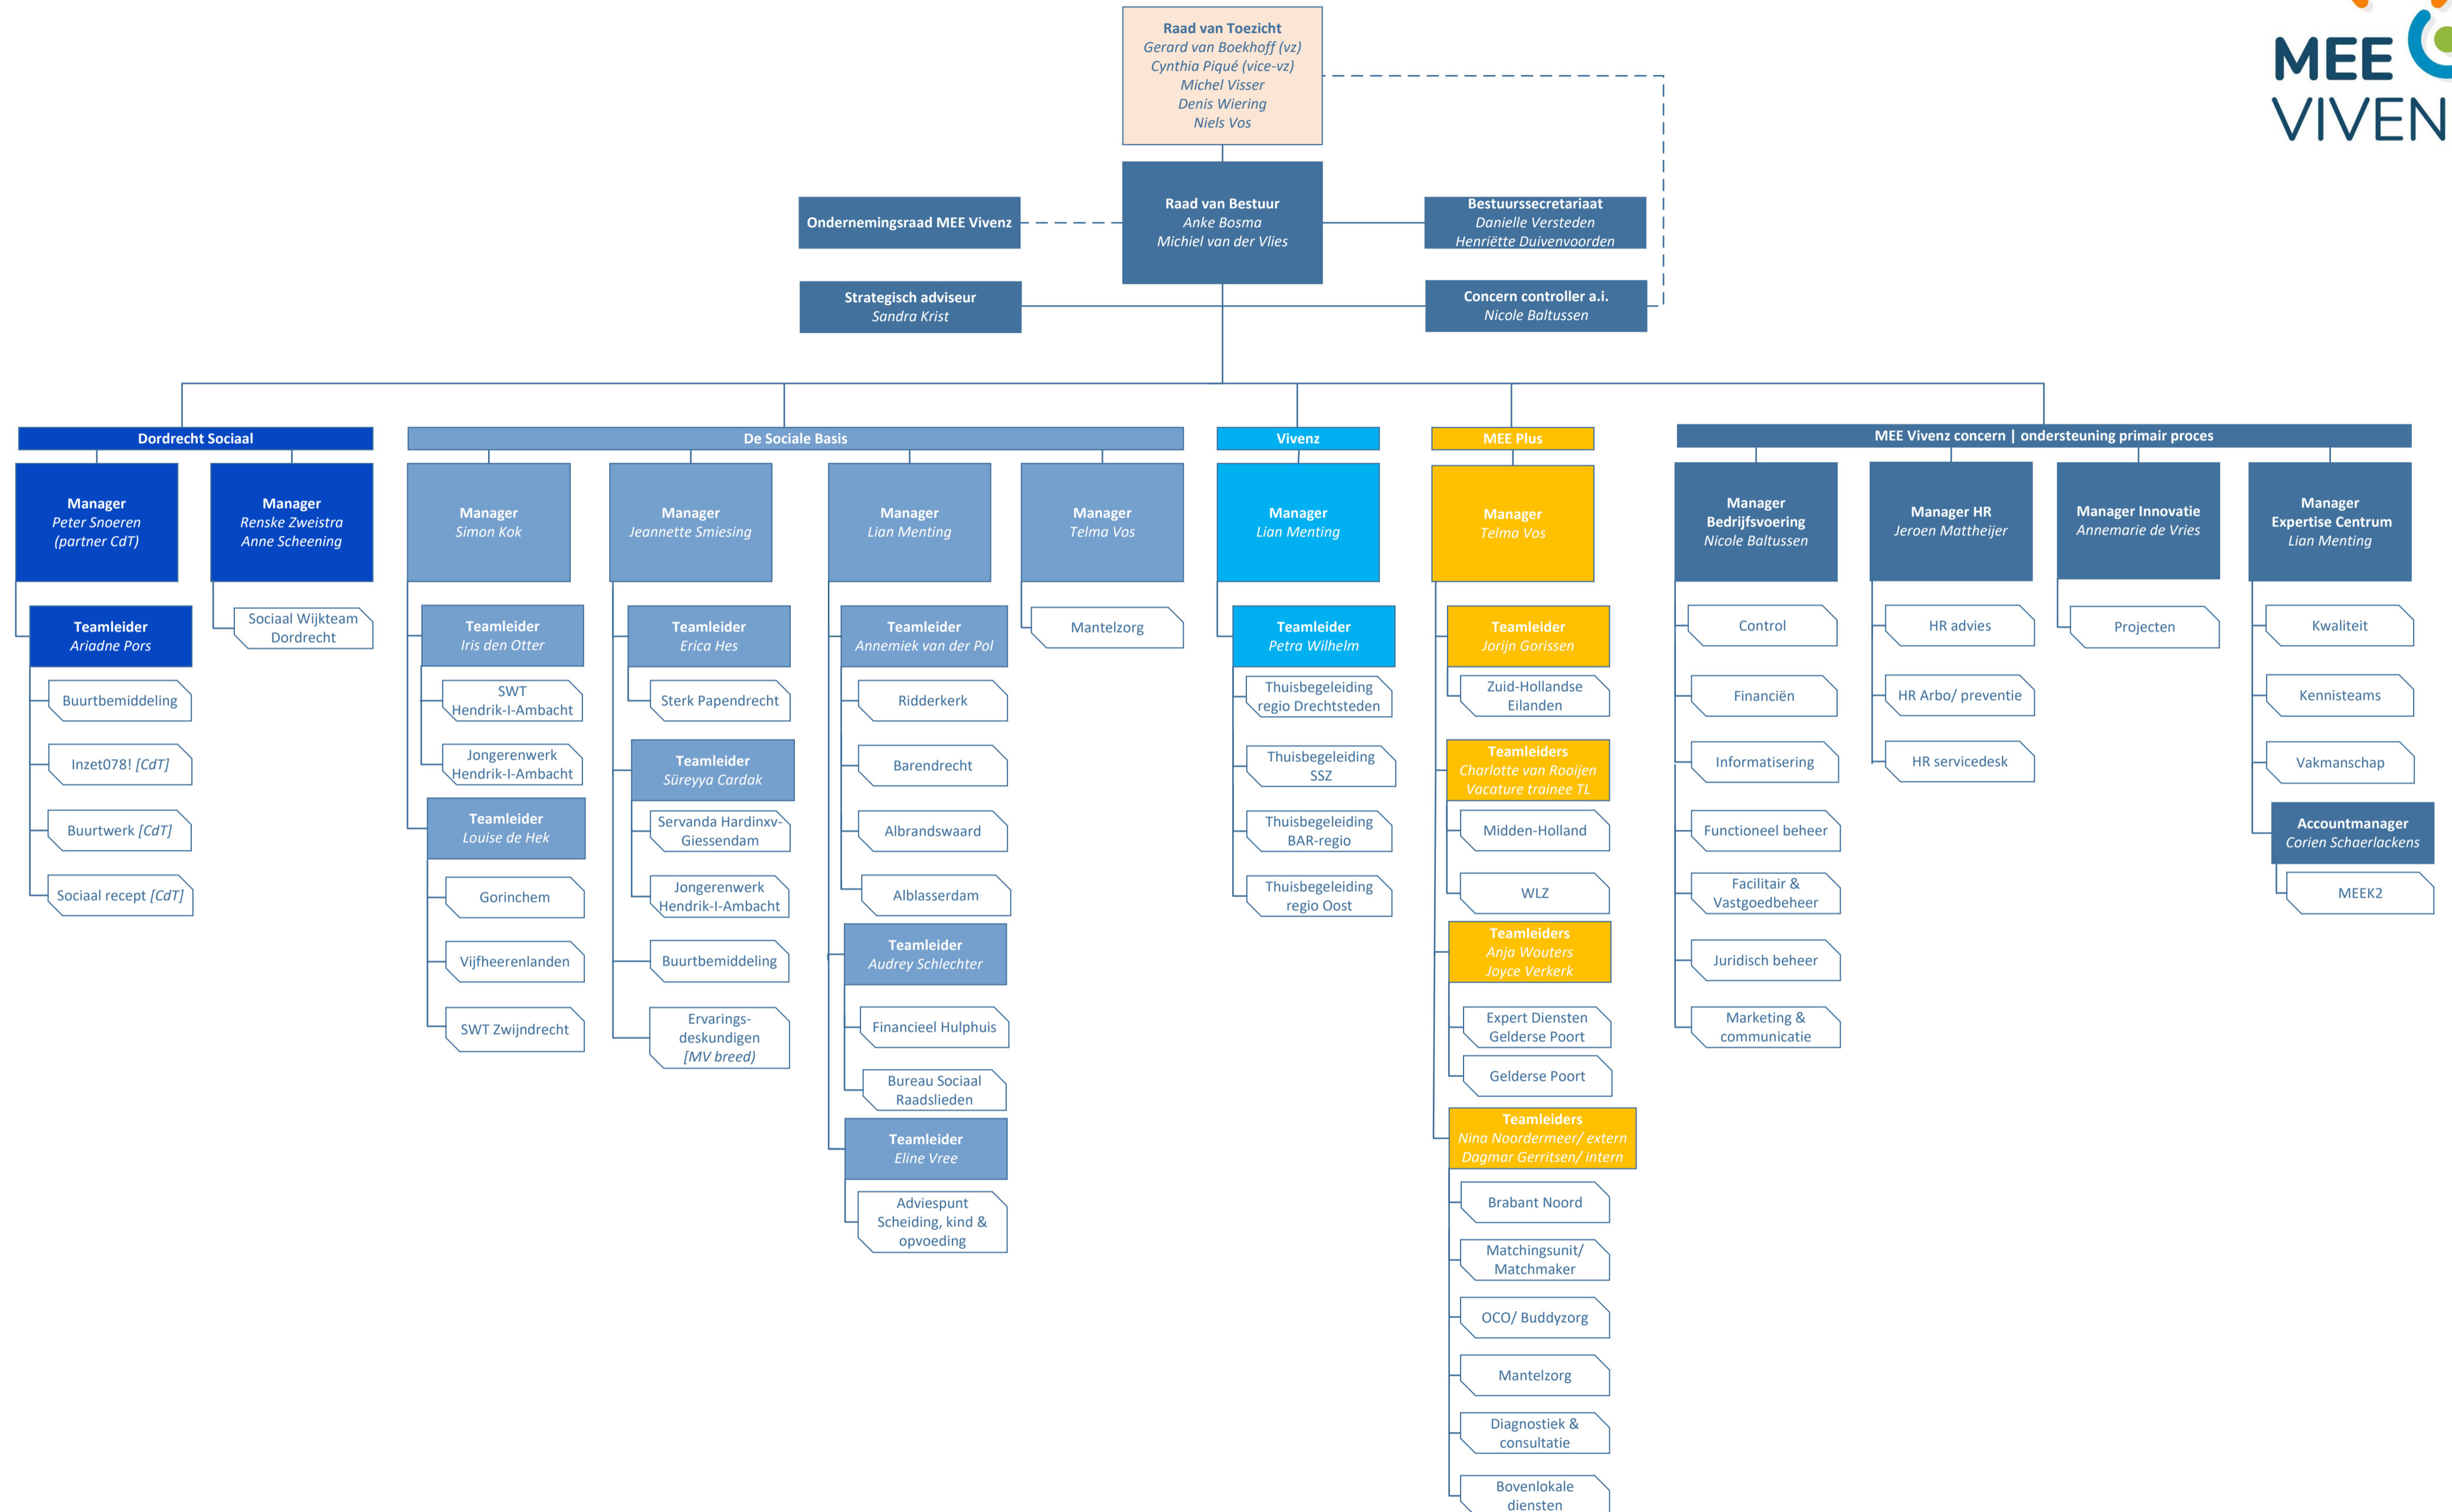 Raad van Toezicht
Gerard van Boekhoff (vz)
Cynthia Piqué (vice-vz)
Michel Visser
Denis Wiering
Niels Vos
MEE
VIVEN
Raad van Bestuur
Anke Bosma
Michiel van der Vlies
Ondernemingsraad MEE Vivenz
Bestuurssecretariaat
Danielle Versteden
Henriëtte Duivenvoorden
Strategisch adviseur
Sandra Krist
Concern controller a.i.
Nicole Baltussen
Dordrecht Sociaal
Manager
Peter Snoeren
(partner CdT)
Teamleider
Ariadne Pors
Buurtbemiddeling
Inzet078! [CdT]
Buurtwerk [CdT]
Sociaal recept [CdT]
Manager
Renske Zweistra
Anne Scheening
Sociaal Wijkteam
Dordrecht
De Sociale Basis
Manager
Simon Kok
Teamleider
Iris den Otter
SWT
Hendrik-I-Ambacht
Jongerenwerk
Hendrik-I-Ambacht
Teamleider
Louise de Hek
Gorinchem
Vijfheerenlanden
SWT Zwijndrecht
Manager
Jeannette Smiesing
Teamleider
Erica Hes
Sterk Papendrecht
Teamleider
Süreyya Cardak
Servanda Hardinxv-
Giessendam
Jongerenwerk
Hendrik-I-Ambacht
Buurtbemiddeling
Ervarings-
deskundigen
[MV breed)
Manager
Lian Menting
Teamleider
Annemiek van der Pol
Ridderkerk
Barendrecht
Albrandswaard
Alblasserdam
Teamleider
Audrey Schlechter
Financieel Hulphuis
Bureau Sociaal
Raadslieden
Teamleider
Eline Vree
Adviespunt
Scheiding, kind &
opvoeding
Manager
Telma Vos
Mantelzorg
Vivenz
Manager
Lian Menting
Teamleider
Petra Wilhelm
Thuisbegeleiding
regio Drechtsteden
Thuisbegeleiding
SSZ
Thuisbegeleiding
BAR-regio
Thuisbegeleiding
regio Oost
MEE Plus
Manager
Telma Vos
Teamleider
Jorijn Gorissen
Zuid-Hollandse
Eilanden
Teamleiders
Charlotte van Rooijen
Vacature trainee TL
Midden-Holland
WLZ
Teamleiders
Anja Wouters
Joyce Verkerk
Expert Diensten
Gelderse Poort
Gelderse Poort
Teamleiders
Nina Noordermeer/ extern
Dagmar Gerritsen/ intern
Brabant Noord
Matchingsunit/
Matchmaker
OCO/ Buddyzorg
Mantelzorg
Diagnostiek &
consultatie
Bovenlokale
diensten
MEE Vivenz concern | ondersteuning primair proces
Manager
Bedrijfsvoering
Nicole Baltussen
Control
Financiën
Informatisering
Functioneel beheer
Facilitair &
Vastgoedbeheer
Juridisch beheer
Marketing &
communicatie
Manager HR
Jeroen Mattheijer
HR advies
HR Arbo/ preventie
HR servicedesk
Manager Innovatie
Annemarie de Vries
Projecten
Manager
Expertise Centrum
Lian Menting
Kwaliteit
Kennisteams
Vakmanschap
Accountmanager
Corien Schaerlackens
MEEK2